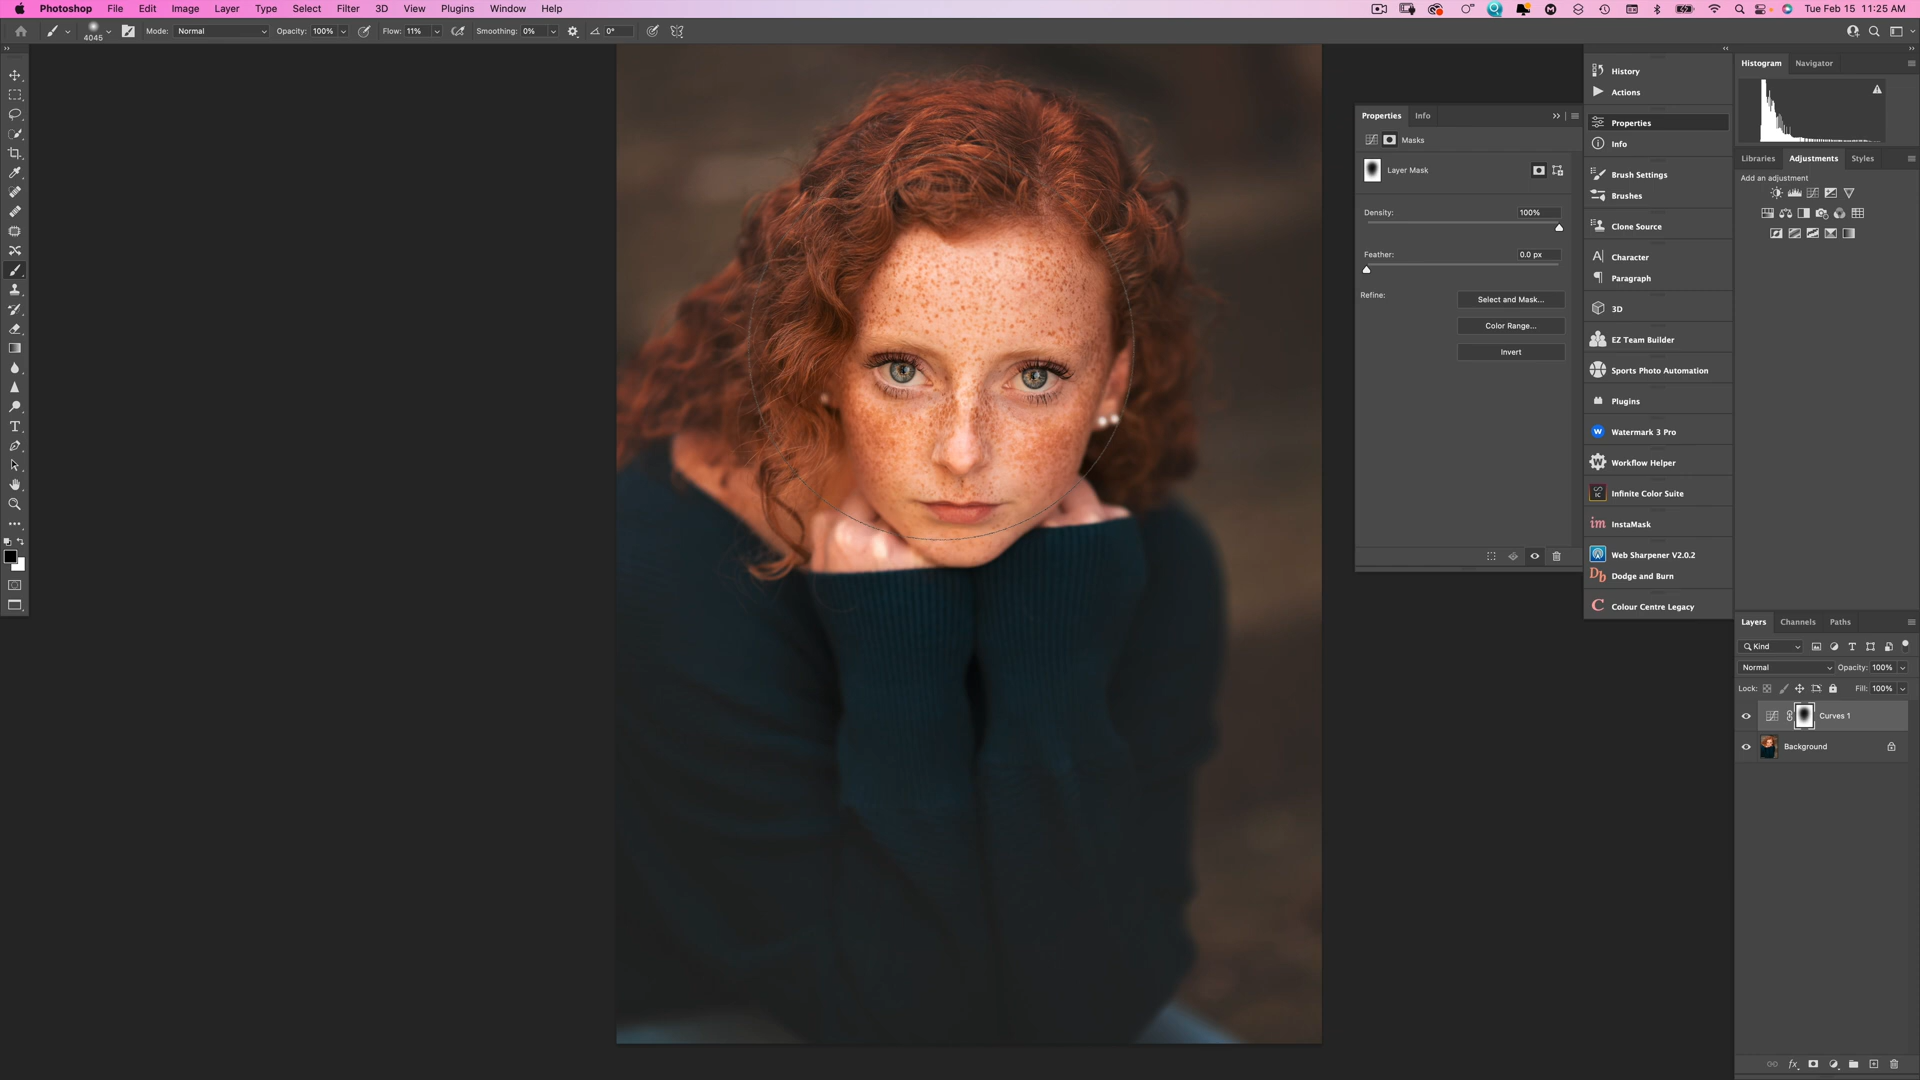 Photoshop File Edit Image Layer Type Select Filter 3D View Plugins Window Help Tue Feb 15 11:25 AM
4045 Mode: Normal Opacity: 100% Flow: 11% Smoothing: 0% 0°
Properties Info
Masks
Layer Mask
Density: 100%
Feather: 0.0 px
Refine: Select and Mask...
Color Range...
Invert
History
Actions
Properties
Info
Brush Settings
Brushes
Clone Source
Character
Paragraph
3D
EZ Team Builder
Sports Photo Automation
Plugins
Watermark 3 Pro
Workflow Helper
Infinite Color Suite
InstaMask
Web Sharpener V2.0.2
Dodge and Burn
Colour Centre Legacy
Histogram Navigator
Libraries Adjustments Styles
Add an adjustment
Layers Channels Paths
Kind
Normal Opacity: 100%
Lock: Fill: 100%
Curves 1
Background